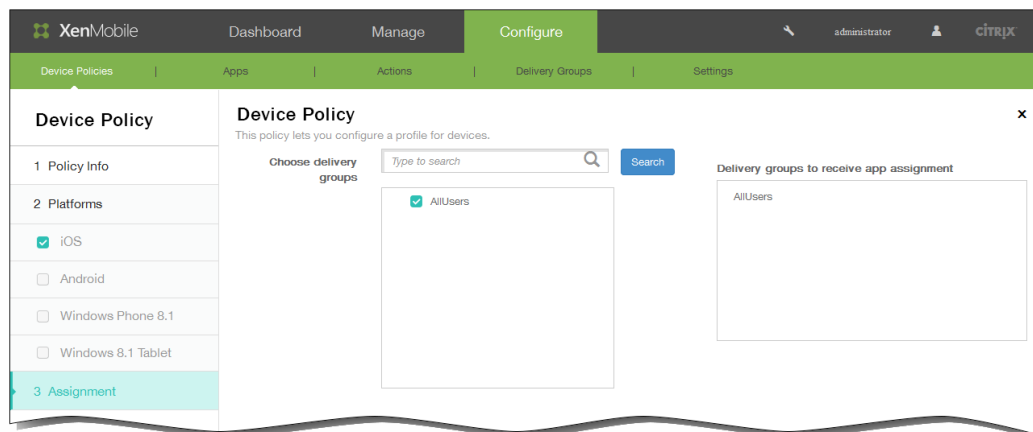 XenMobile Dashboard Manage Configure administrator CİTRIX
Device Policies | Apps | Actions | Delivery Groups | Settings
Device Policy
1 Policy Info
2 Platforms
iOS
Android
Windows Phone 8.1
Windows 8.1 Tablet
3 Assignment
Device Policy
x
This policy lets you configure a profile for devices.
Choose delivery
groups
Type to search
Search
AllUsers
Delivery groups to receive app assignment
AllUsers